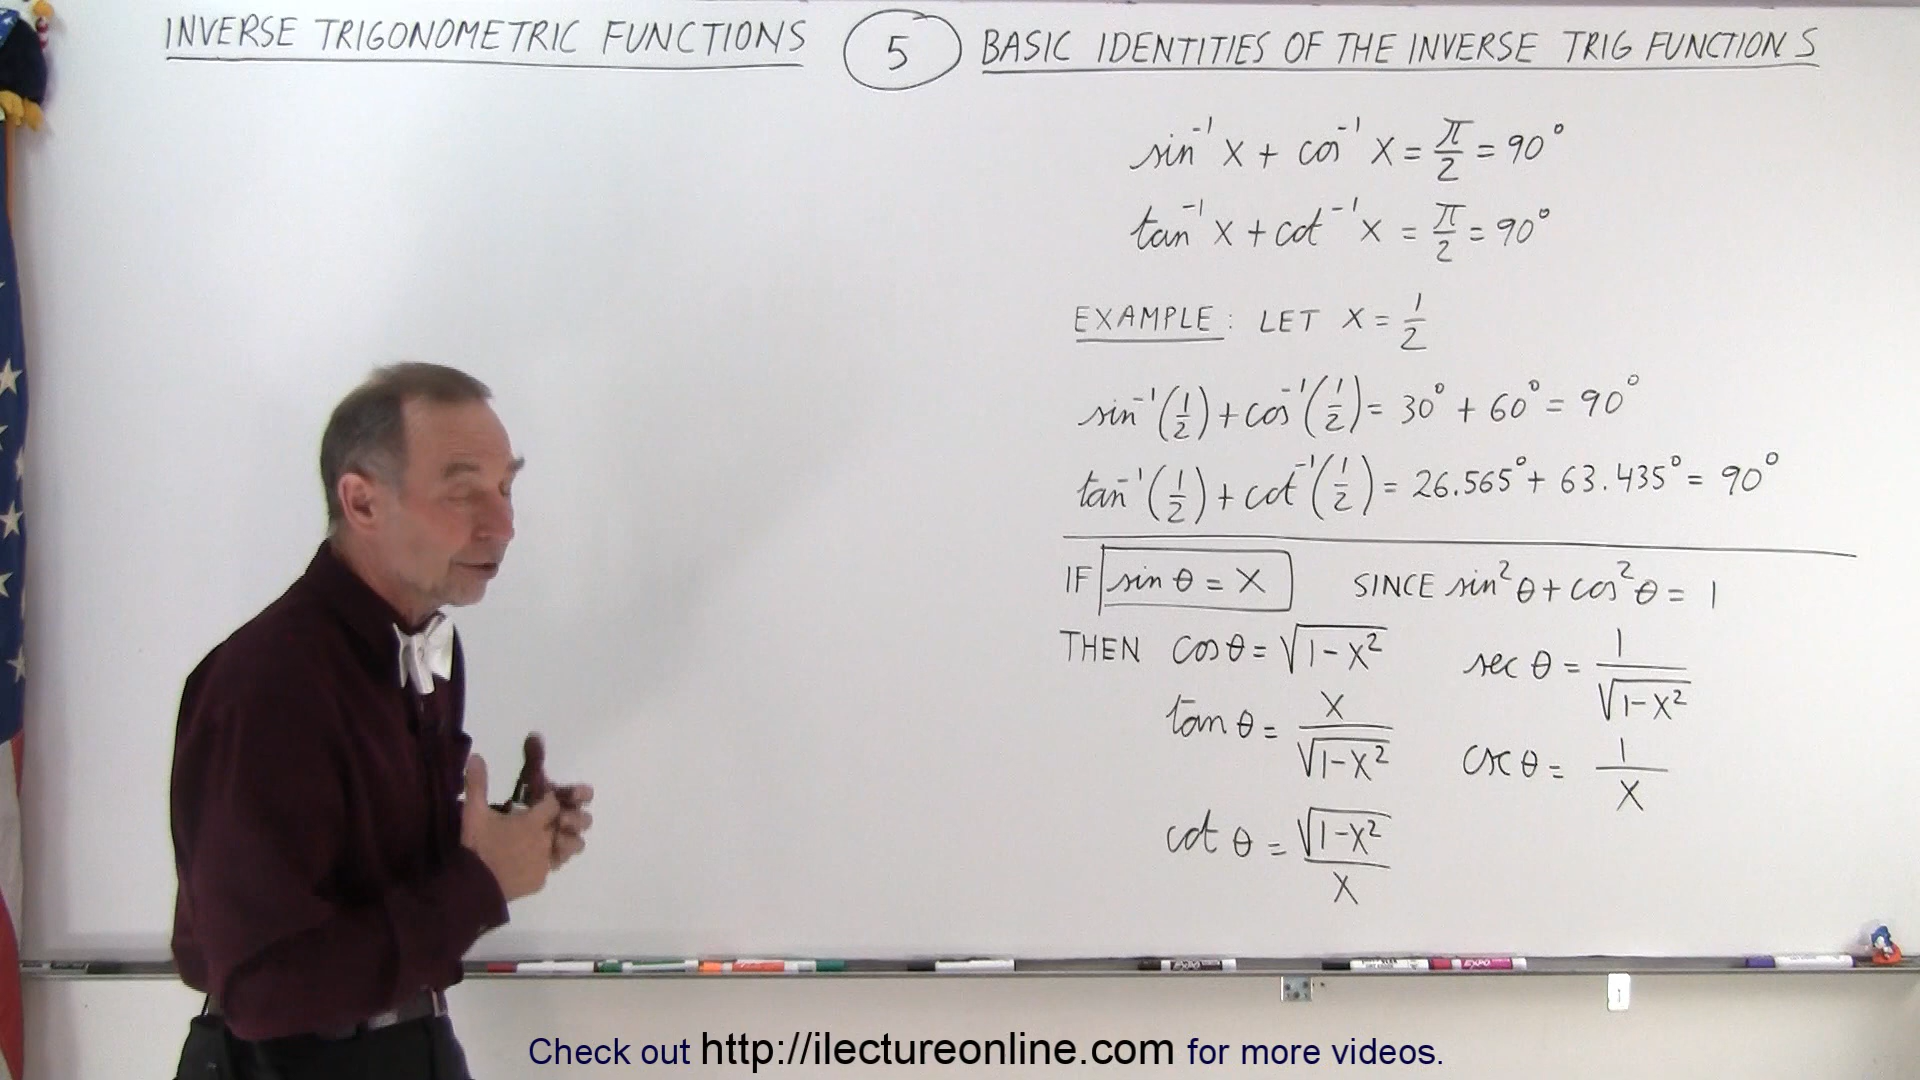 INVERSE TRIGONOMETRIC FUNCTIONS 5 BASIC IDENTITIES OF THE INVERSE TRIG FUNCTIONS
sin⁻¹ x + cos⁻¹ x = π/2 = 90°
tan⁻¹ x + cot⁻¹ x = π/2 = 90°
EXAMPLE: LET x = 1/2
sin⁻¹(1/2) + cos⁻¹(1/2) = 30° + 60° = 90°
tan⁻¹(1/2) + cot⁻¹(1/2) = 26.565° + 63.435° = 90°
IF sin θ = x SINCE sin²θ + cos²θ = 1
THEN cos θ = √(1-x²) sec θ = 1/√(1-x²)
tan θ = x/√(1-x²) csc θ = 1/x
cot θ = √(1-x²)/x
EXPO EXPO
Check out http://ilectureonline.com for more videos.